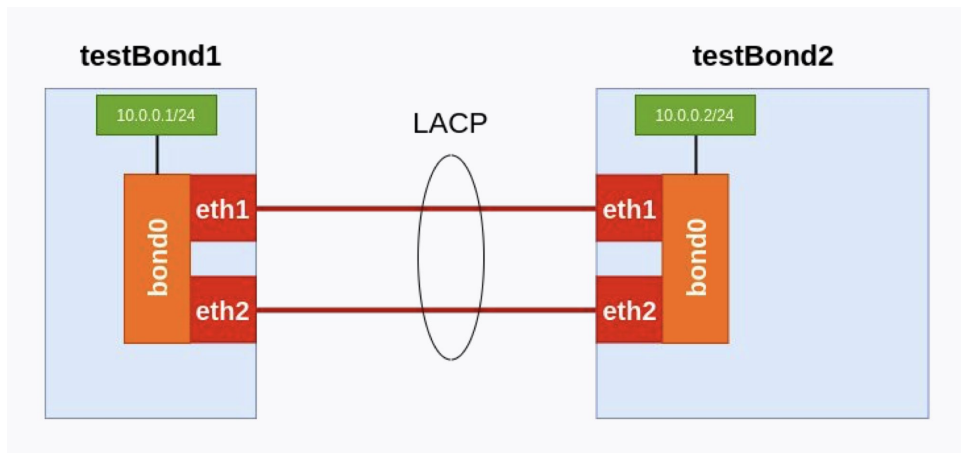 testBond1
testBond2
10.0.0.1/24
10.0.0.2/24
LACP
eth1
eth1
bond0
bond0
eth2
eth2